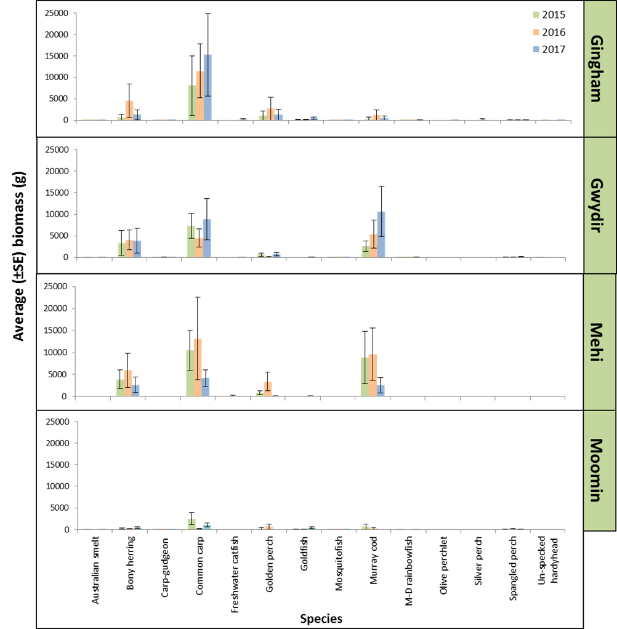 2015
2016
2017
25000
20000
15000
10000
5000
0
Gingham
25000
20000
15000
10000
5000
0
Gwydir
Average (±SE) biomass (g)
25000
20000
15000
10000
5000
0
Mehi
25000
20000
15000
10000
5000
0
Moomin
Australian smelt
Bony herring
Carp-gudgeon
Common carp
Freshwater catfish
Golden perch
Goldfish
Mosquitofish
Murray cod
M-D rainbowfish
Olive perchlet
Silver perch
Spangled perch
Un-specked
hardyhead
Species